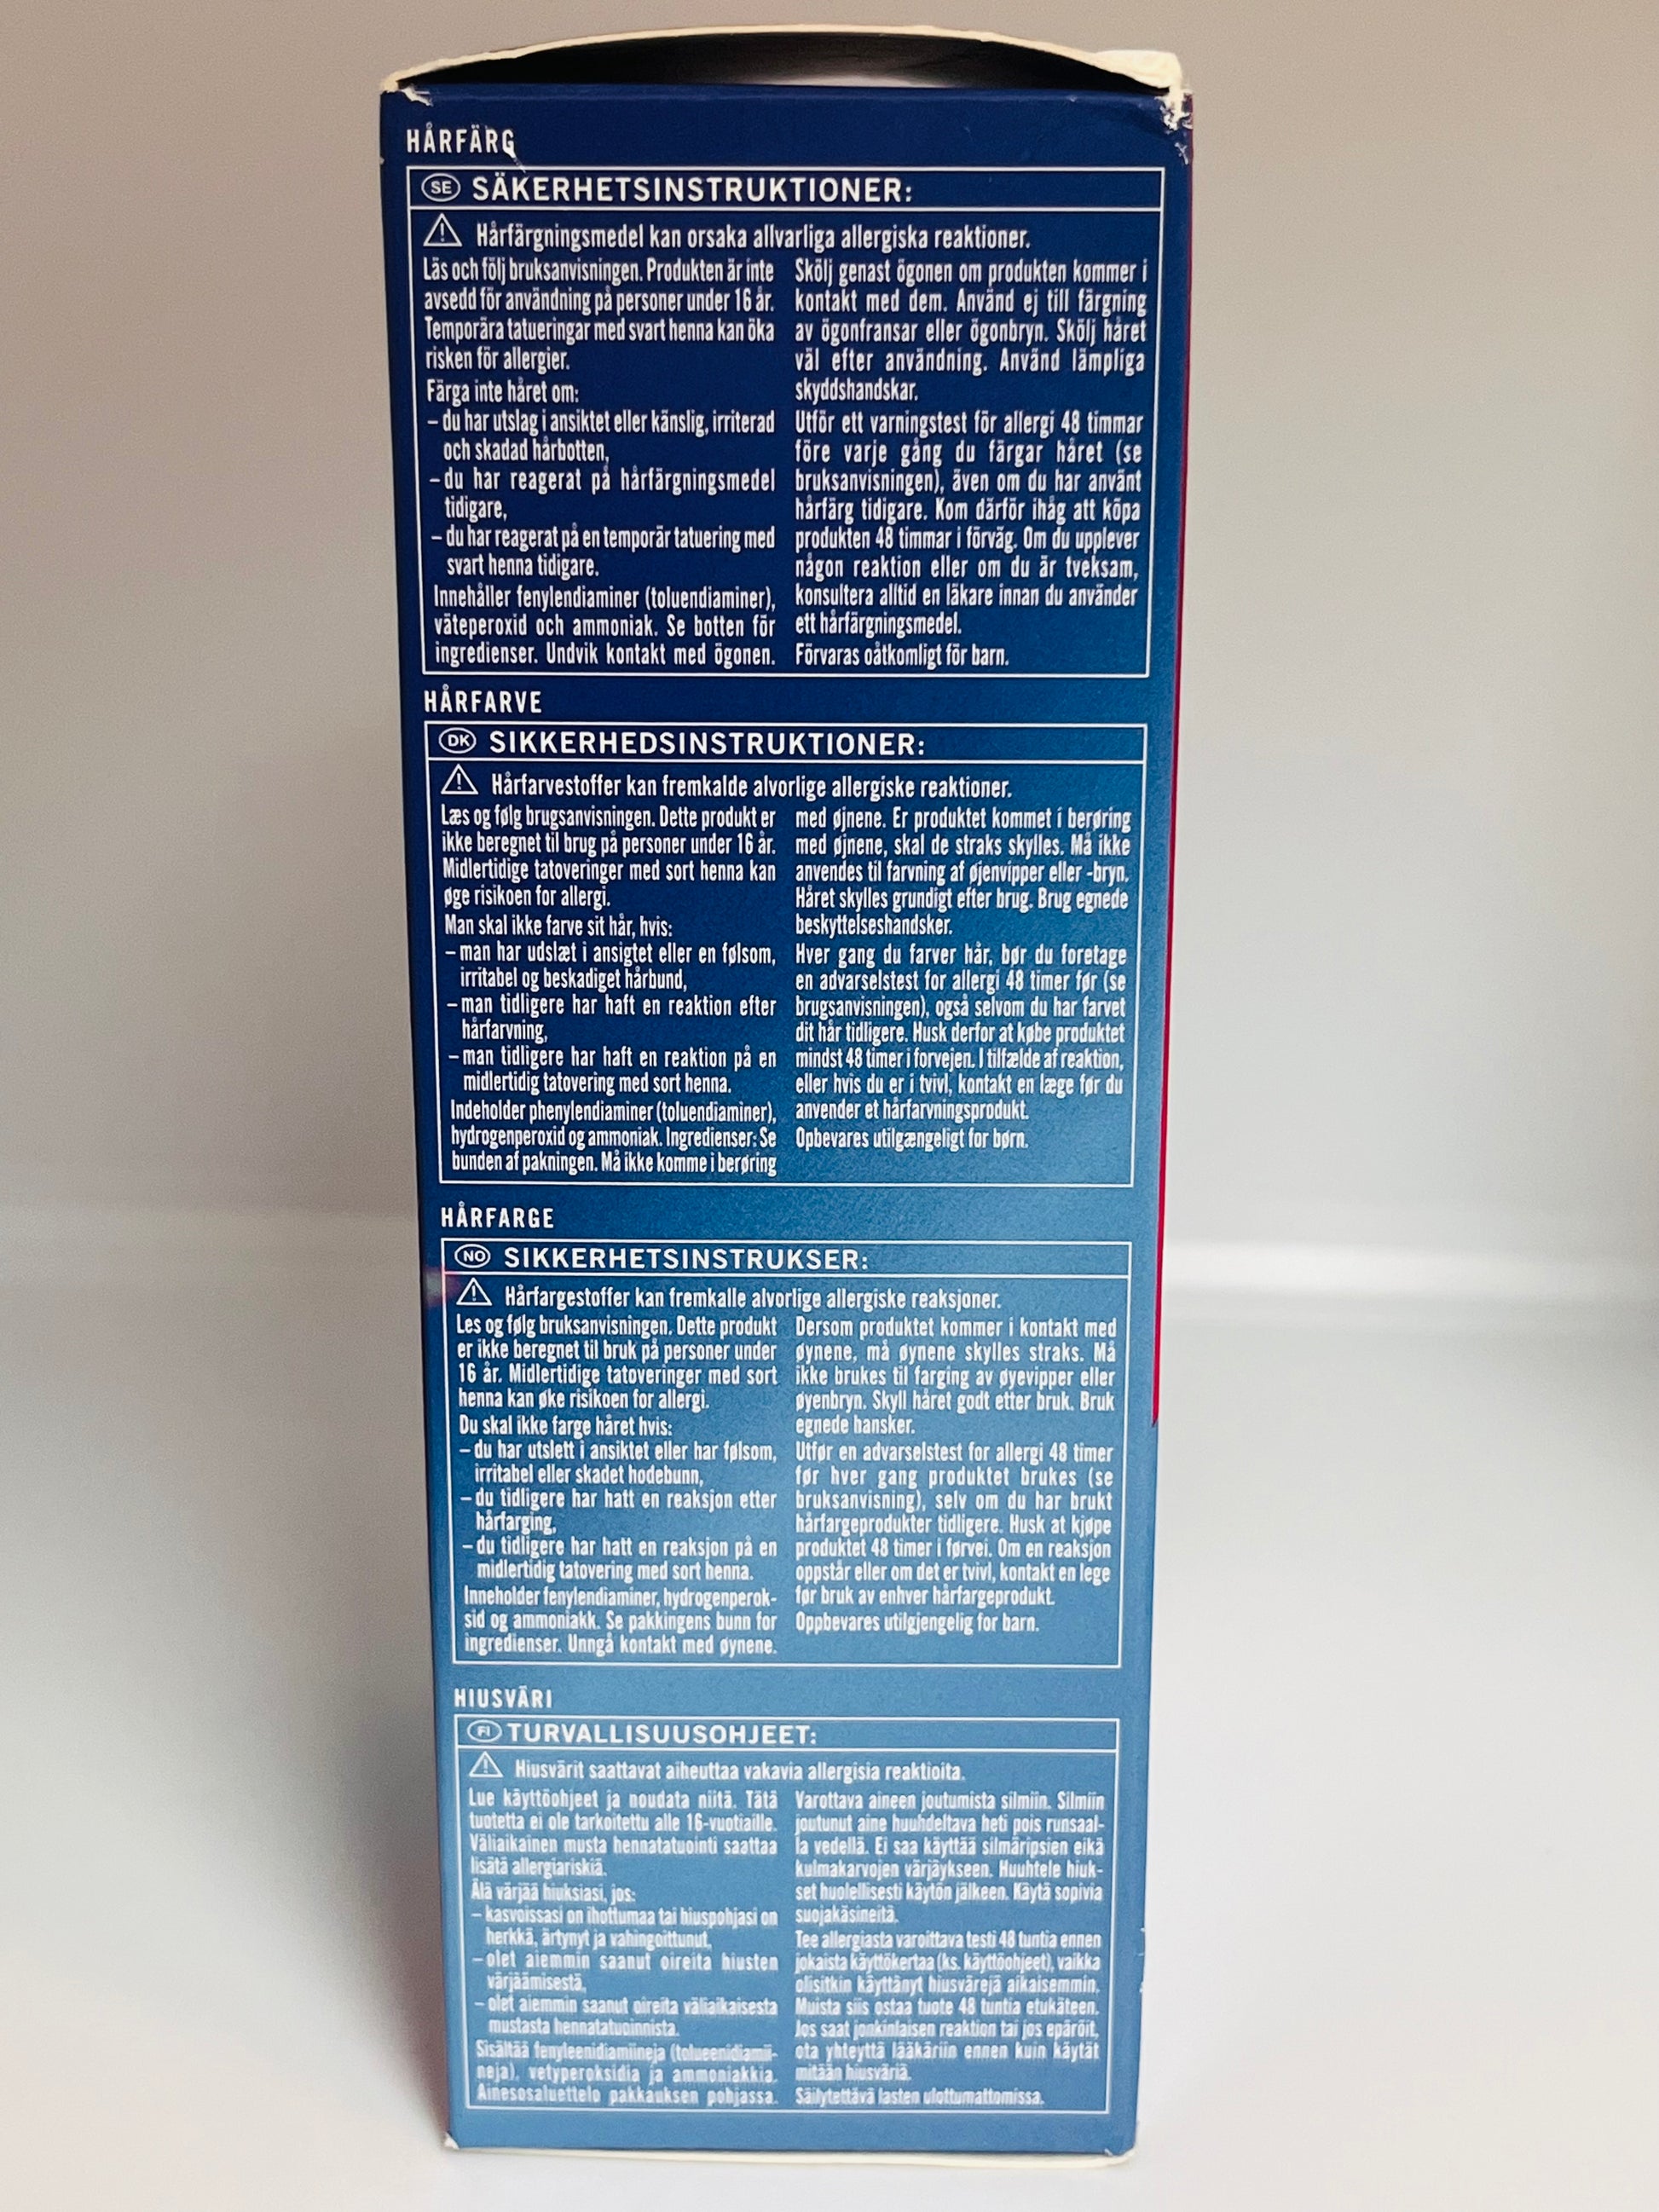 HÅRFÄRG
SE SÄKERHETSINSTRUKTIONER:
Hårfärgningsmedel kan orsaka allvarliga allergiska reaktioner.
Läs och följ bruksanvisningen. Produkten är inte
avsedd för användning på personer under 16 år.
Temporära tatueringar med svart henna kan öka
risken för allergier.
Färga inte håret om:
– du har utslag i ansiktet eller känslig, irriterad
och skadad hårbotten,
– du har reagerat på hårfärgningsmedel
tidigare,
– du har reagerat på en temporär tatuering med
svart henna tidigare.
Innehåller fenylendiaminer (toluendiaminer),
väteperoxid och ammoniak. Se botten för
ingredienser. Undvik kontakt med ögonen.
Skölj genast ögonen om produkten kommer i
kontakt med dem. Använd ej till färgning
av ögonfransar eller ögonbryn. Skölj håret
väl efter användning. Använd lämpliga
skyddshandskar.
Utför ett varningstest för allergi 48 timmar
före varje gång du färgar håret (se
bruksanvisningen), även om du har använt
hårfärg tidigare. Kom därför ihåg att köpa
produkten 48 timmar i förväg. Om du upplever
någon reaktion eller om du är tveksam,
konsultera alltid en läkare innan du använder
ett hårfärgningsmedel.
Förvaras oåtkomligt för barn.
HÅRFARVE
DK SIKKERHEDSINSTRUKTIONER:
Hårfarvestoffer kan fremkalde alvorlige allergiske reaktioner.
Læs og følg brugsanvisningen. Dette produkt er
ikke beregnet til brug på personer under 16 år.
Midlertidige tatoveringer med sort henna kan
øge risikoen for allergi.
Man skal ikke farve sit hår, hvis:
– man har udslæt i ansigtet eller en følsom,
irritabel og beskadiget hårbund,
– man tidligere har haft en reaktion efter
hårfarvning,
– man tidligere har haft en reaktion på en
midlertidig tatovering med sort henna.
Indeholder phenylendiaminer (toluendiaminer),
hydrogenperoxid og ammoniak. Ingredienser: Se
bunden af pakningen. Må ikke komme i berøring
med øjnene. Er produktet kommet i berøring
med øjnene, skal de straks skylles. Må ikke
anvendes til farvning af øjenvipper eller -bryn.
Håret skylles grundigt efter brug. Brug egnede
beskyttelseshandsker.
Hver gang du farver hår, bør du foretage
en advarselstest for allergi 48 timer før (se
brugsanvisningen), også selvom du har farvet
dit hår tidligere. Husk derfor at købe produktet
mindst 48 timer i forvejen. I tilfælde af reaktion,
eller hvis du er i tvivl, kontakt en læge før du
anvender et hårfarvningsprodukt.
Opbevares utilgængeligt for børn.
HÅRFARGE
NO SIKKERHETSINSTRUKSER:
Hårfargestoffer kan fremkalle alvorlige allergiske reaksjoner.
Les og følg bruksanvisningen. Dette produkt
er ikke beregnet til bruk på personer under
16 år. Midlertidige tatoveringer med sort
henna kan øke risikoen for allergi.
Du skal ikke farge håret hvis:
– du har utslett i ansiktet eller har følsom,
irritabel eller skadet hodebunn,
– du tidligere har hatt en reaksjon etter
hårfarging,
– du tidligere har hatt en reaksjon på en
midlertidig tatovering med sort henna.
Inneholder fenylendiaminer, hydrogenperok-
sid og ammoniakk. Se pakkingens bunn for
ingredienser. Unngå kontakt med øynene.
Dersom produktet kommer i kontakt med
øynene, må øynene skylles straks. Må
ikke brukes til farging av øyevipper eller
øyenbryn. Skyll håret godt etter bruk. Bruk
egnede hansker.
Utfør en advarselstest for allergi 48 timer
før hver gang produktet brukes (se
bruksanvisning), selv om du har brukt
hårfargeprodukter tidligere. Husk at kjøpe
produktet 48 timer i førvei. Om en reaksjon
oppstår eller om det er tvivl, kontakt en lege
før bruk av enhver hårfargeprodukt.
Oppbevares utilgjengelig for barn.
HIUSVÄRI
FI TURVALLISUUSOHJEET:
Hiusvärit saattavat aiheuttaa vakavia allergisia reaktioita.
Lue käyttöohjeet ja noudata niitä. Tätä
tuotetta ei ole tarkoitettu alle 16-vuotiaille.
Väliaikainen musta hennatatuointi saattaa
lisätä allergiariskiä.
Älä värjää hiuksiasi, jos:
– kasvoissasi on ihottumaa tai hiuspohjasi on
herkkä, ärtynyt ja vahingoittunut,
– olet aiemmin saanut oireita hiusten
värjäämisestä,
– olet aiemmin saanut oireita väliaikaisesta
mustasta hennatatuoinnista.
Sisältää fenyleenidiamiineja (tolueenidiamii-
neja), vetyperoksidia ja ammoniakkia.
Ainesosaluettelo pakkauksen pohjassa.
Varottava aineen joutumista silmiin. Silmiin
joutunut aine huuhdeltava heti pois runsaal-
la vedellä. Ei saa käyttää silmäripsien eikä
kulmakarvojen värjäykseen. Huuhtele hiuk-
set huolellisesti käytön jälkeen. Käytä sopivia
suojakäsineitä.
Tee allergiasta varoittava testi 48 tuntia ennen
jokaista käyttökertaa (ks. käyttöohjeet), vaikka
olisitkin käyttänyt hiusvärejä aikaisemmin.
Muista siis ostaa tuote 48 tuntia etukäteen.
Jos saat jonkinlaisen reaktion tai jos epäröit,
ota yhteyttä lääkäriin ennen kuin käytät
mitään hiusväriä.
Säilytettävä lasten ulottumattomissa.